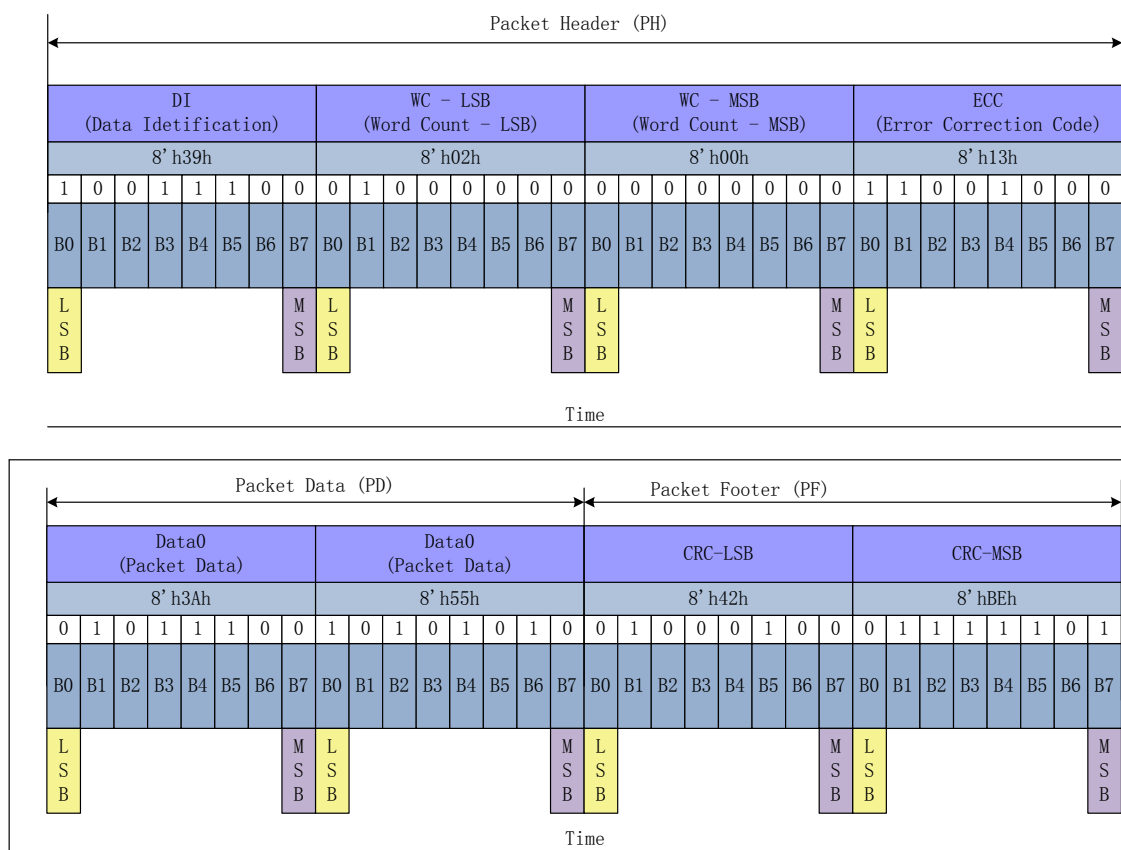 Packet Header (PH)
DI WC - LSB WC - MSB ECC
(Data Idetification) (Word Count - LSB) (Word Count - MSB) (Error Correction Code)
8'h39h 8'h02h 8'h00h 8'h13h
1 0 0 1 1 1 0 0 0 1 0 0 0 0 0 0 0 0 0 0 0 0 0 0 1 1 0 0 1 0 0 0
B0 B1 B2 B3 B4 B5 B6 B7 B0 B1 B2 B3 B4 B5 B6 B7 B0 B1 B2 B3 B4 B5 B6 B7 B0 B1 B2 B3 B4 B5 B6 B7
L M L M L M L M
S S S S S S S S
B B B B B B B B
Time
Packet Data (PD) Packet Footer (PF)
Data0 Data0 CRC-LSB CRC-MSB
(Packet Data) (Packet Data)
8'h3Ah 8'h55h 8'h42h 8'hBEh
0 1 0 1 1 1 0 0 1 0 1 0 1 0 1 0 0 1 0 0 0 1 0 0 0 1 1 1 1 1 0 1
B0 B1 B2 B3 B4 B5 B6 B7 B0 B1 B2 B3 B4 B5 B6 B7 B0 B1 B2 B3 B4 B5 B6 B7 B0 B1 B2 B3 B4 B5 B6 B7
L M L M L M L M
S S S S S S S S
B B B B B B B B
Time